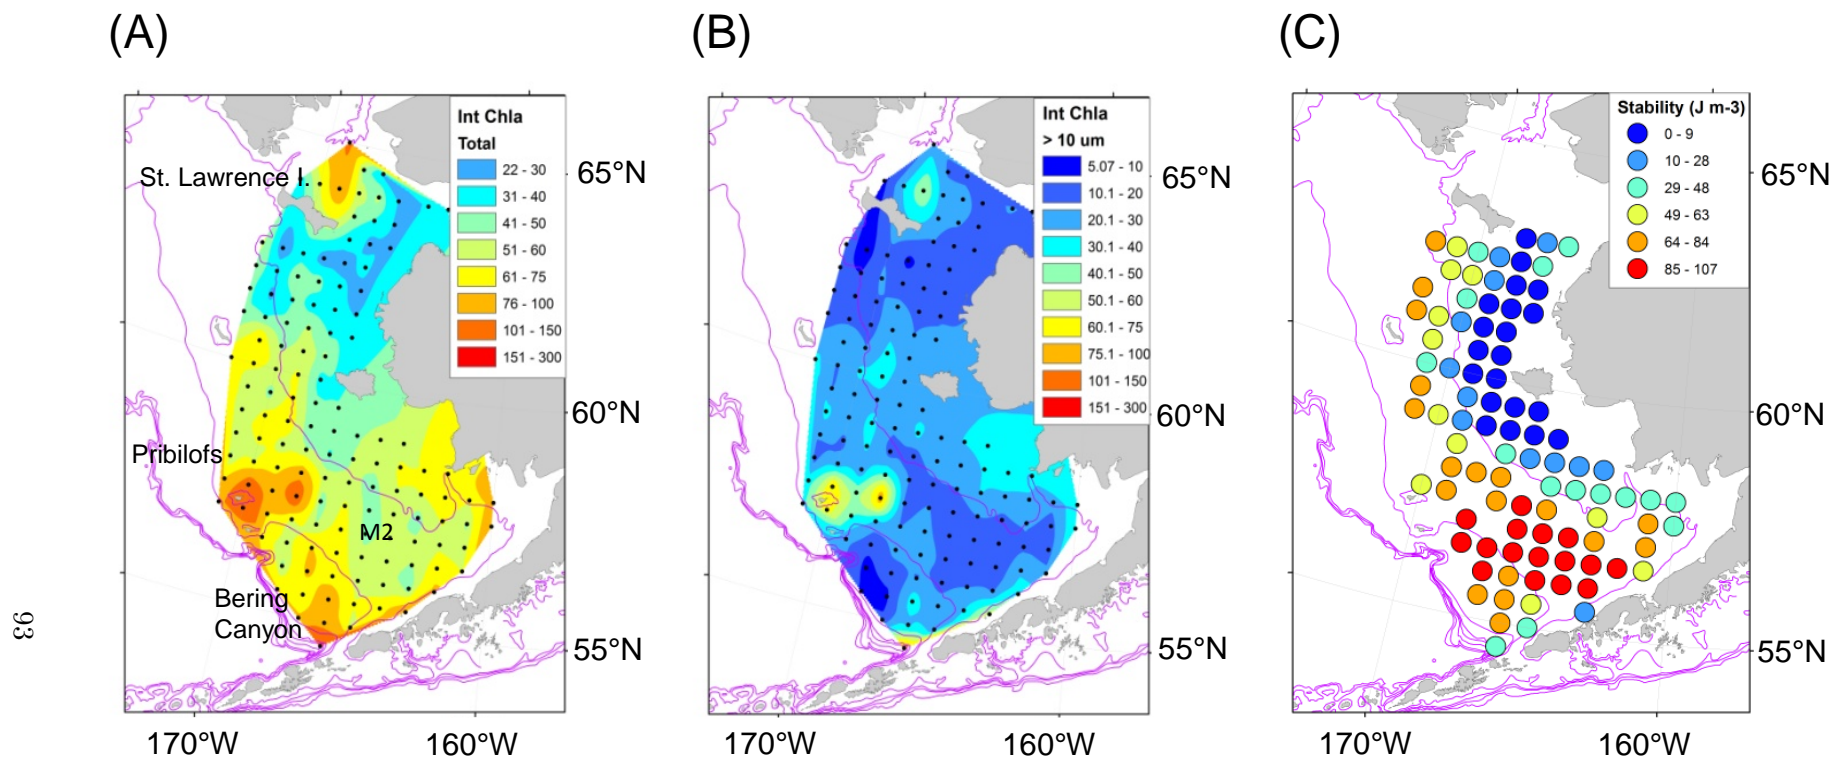 (A)
(B)
(C)
Int Chla
Total
22 - 30
31 - 40
41 - 50
51 - 60
61 - 75
76 - 100
101 - 150
151 - 300
St. Lawrence I.
Pribilofs
M2
Bering
Canyon
65°N
60°N
55°N
170°W
160°W
Int Chla
> 10 um
5.07 - 10
10.1 - 20
20.1 - 30
30.1 - 40
40.1 - 50
50.1 - 60
60.1 - 75
75.1 - 100
101 - 150
151 - 300
65°N
60°N
55°N
170°W
160°W
Stability (J m-3)
0 - 9
10 - 28
29 - 48
49 - 63
64 - 84
85 - 107
65°N
60°N
55°N
170°W
160°W
93